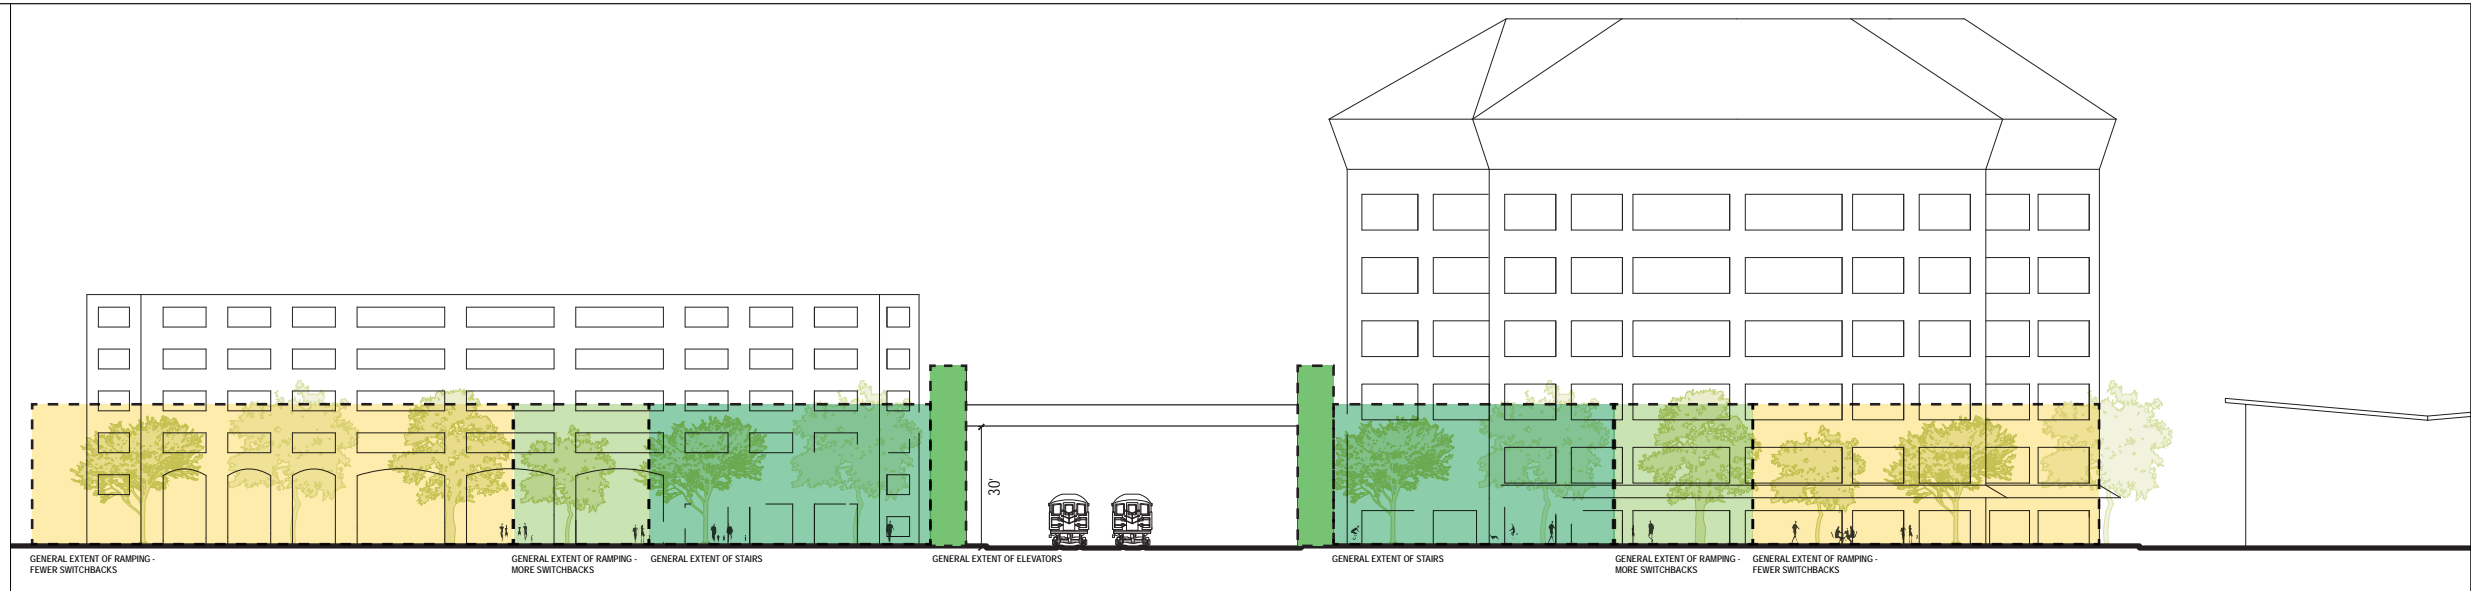 30'
GENERAL EXTENT OF RAMPING -
FEWER SWITCHBACKS
GENERAL EXTENT OF RAMPING -
MORE SWITCHBACKS
GENERAL EXTENT OF STAIRS
GENERAL EXTENT OF ELEVATORS
GENERAL EXTENT OF STAIRS
GENERAL EXTENT OF RAMPING -
MORE SWITCHBACKS
GENERAL EXTENT OF RAMPING -
FEWER SWITCHBACKS